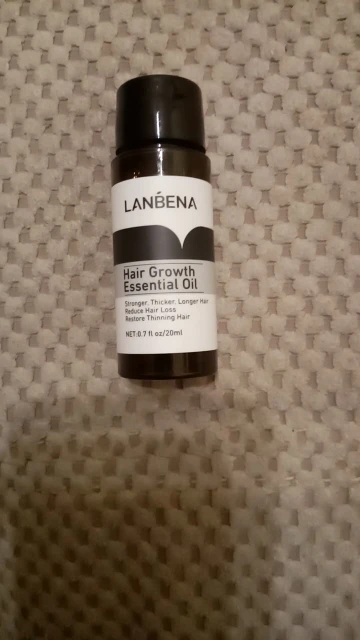 LANBENA
Hair Growth
Essential Oil
Stronger, Thicker, Longer Hair
Reduce Hair Loss
Restore Thinning Hair
NET:0.7 fl oz/20ml